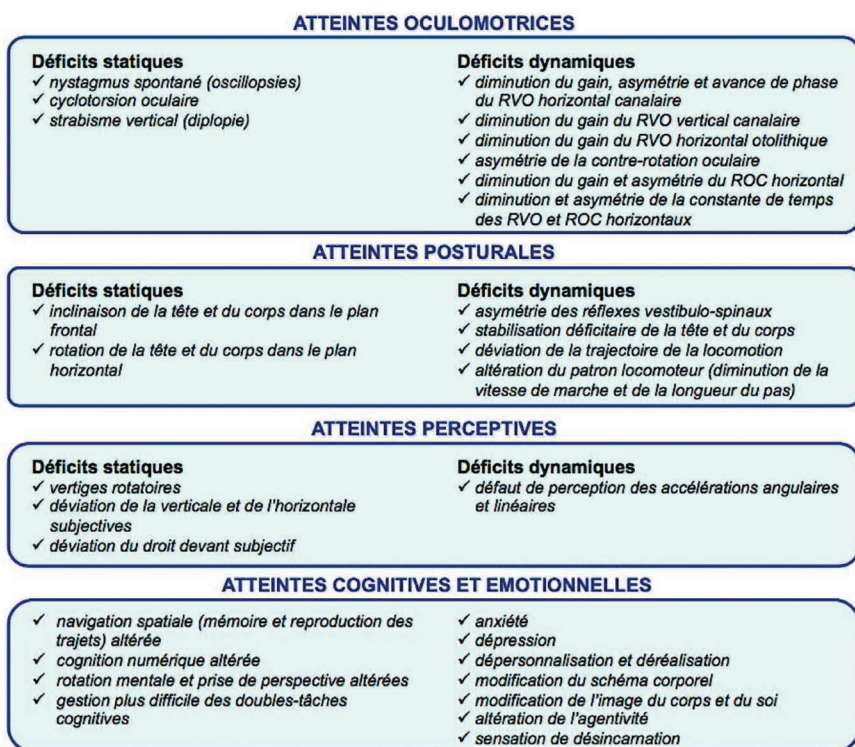 ATTEINTES OCULOMOTRICES
Déficits statiques
✓ nystagmus spontané (oscillopsies)
✓ cyclotorsion oculaire
✓ strabisme vertical (diplopie)
Déficits dynamiques
✓ diminution du gain, asymétrie et avance de phase
du RVO horizontal canalaire
✓ diminution du gain du RVO vertical canalaire
✓ diminution du gain du RVO horizontal otolithique
✓ asymétrie de la contre-rotation oculaire
✓ diminution du gain et asymétrie du ROC horizontal
✓ diminution et asymétrie de la constante de temps
des RVO et ROC horizontaux
ATTEINTES POSTURALES
Déficits statiques
✓ inclinaison de la tête et du corps dans le plan
frontal
✓ rotation de la tête et du corps dans le plan
horizontal
Déficits dynamiques
✓ asymétrie des réflexes vestibulo-spinaux
✓ stabilisation déficitaire de la tête et du corps
✓ déviation de la trajectoire de la locomotion
✓ altération du patron locomoteur (diminution de la
vitesse de marche et de la longueur du pas)
ATTEINTES PERCEPTIVES
Déficits statiques
✓ vertiges rotatoires
✓ déviation de la verticale et de l'horizontale
subjectives
✓ déviation du droit devant subjectif
Déficits dynamiques
✓ défaut de perception des accélérations angulaires
et linéaires
ATTEINTES COGNITIVES ET EMOTIONNELLES
✓ navigation spatiale (mémoire et reproduction des
trajets) altérée
✓ cognition numérique altérée
✓ rotation mentale et prise de perspective altérées
✓ gestion plus difficile des doubles-tâches
cognitives
✓ anxiété
✓ dépression
✓ dépersonnalisation et déréalisation
✓ modification du schéma corporel
✓ modification de l'image du corps et du soi
✓ altération de l'agentivité
✓ sensation de désincarnation